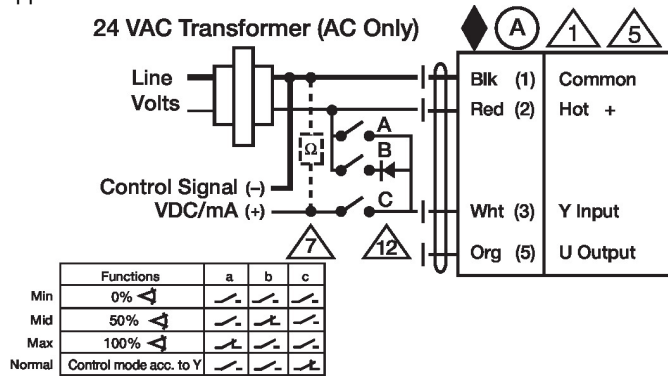 24 VAC Transformer (AC Only)
A 1 5
Line
Volts
Blk (1) Common
Red (2) Hot +
A
Ω
B
Control Signal (–)
VDC/mA (+)
C
Wht (3) Y Input
7 12
Org (5) U Output
Functions a b c
Min 0%
Mid 50%
Max 100%
Normal Control mode acc. to Y